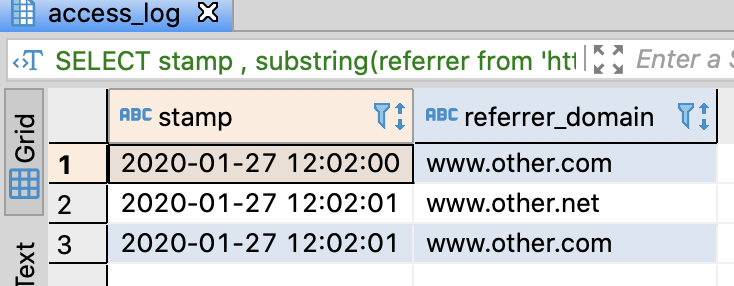 access_log
SELECT stamp , substring(referrer from 'htt
Enter a S
Grid
Text
ABC stamp ABC referrer_domain
1 2020-01-27 12:02:00 www.other.com
2 2020-01-27 12:02:01 www.other.net
3 2020-01-27 12:02:01 www.other.com